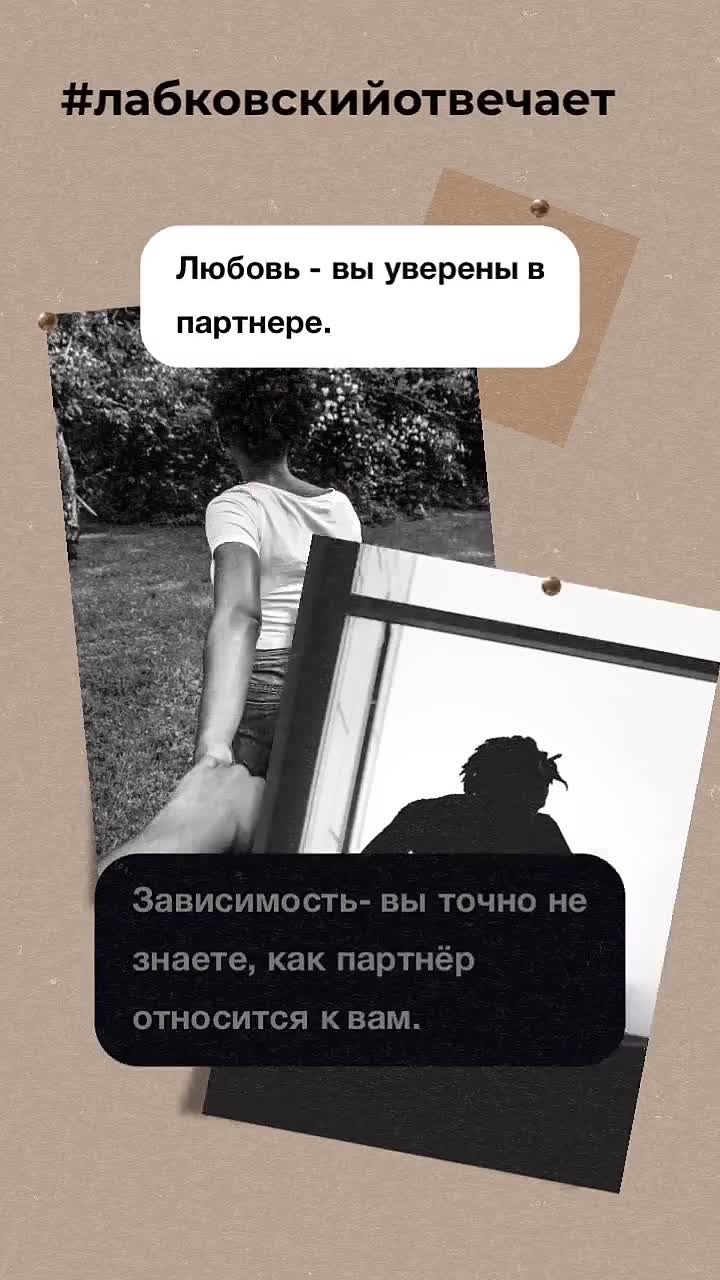 #лабковскийотвечает
Любовь - вы уверены в
партнере.
Зависимость- вы точно не
знаете, как партнёр
относится к вам.